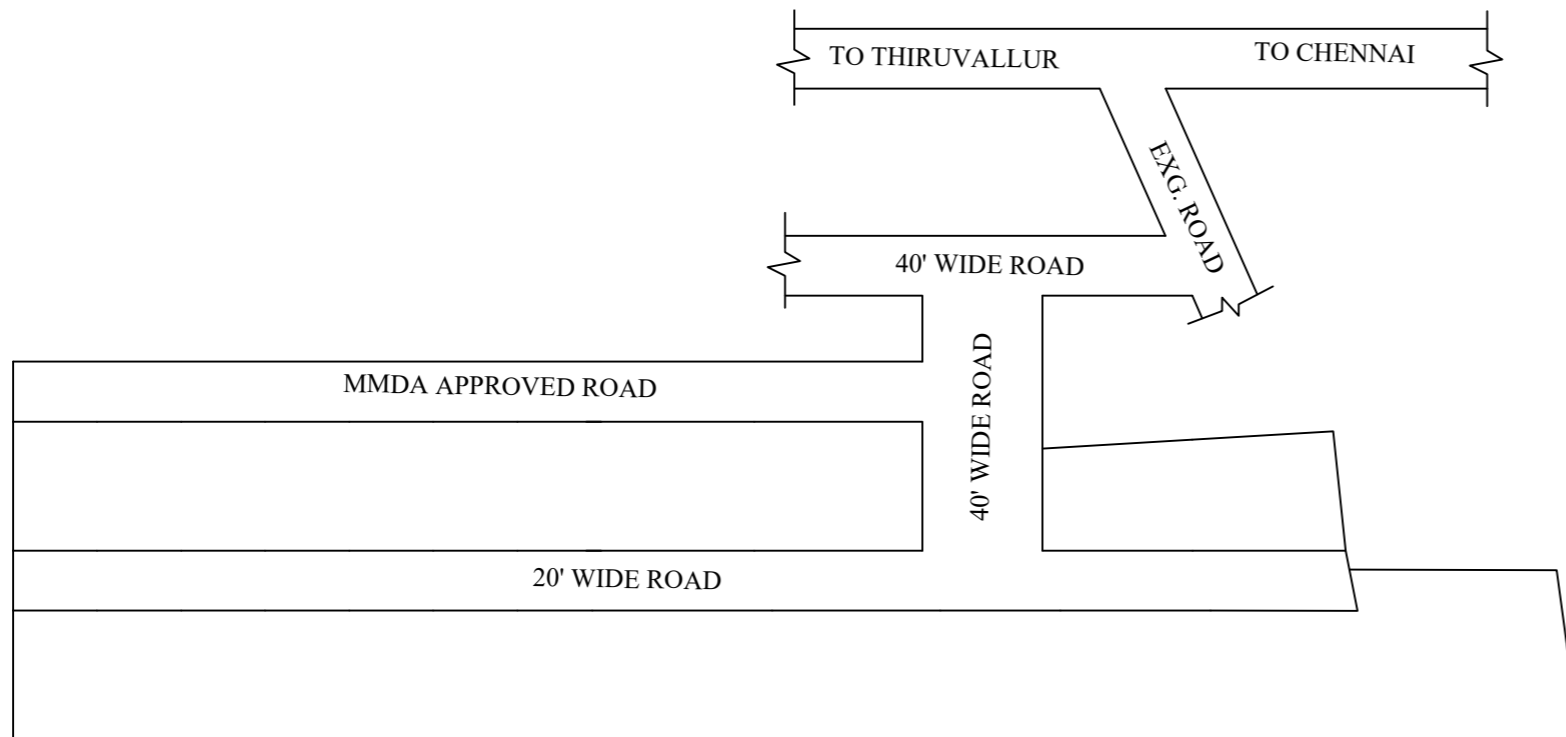 TO THIRUVALLUR
TO CHENNAI
EXG. ROAD
40' WIDE ROAD
40' WIDE ROAD
MMDA APPROVED ROAD
20' WIDE ROAD